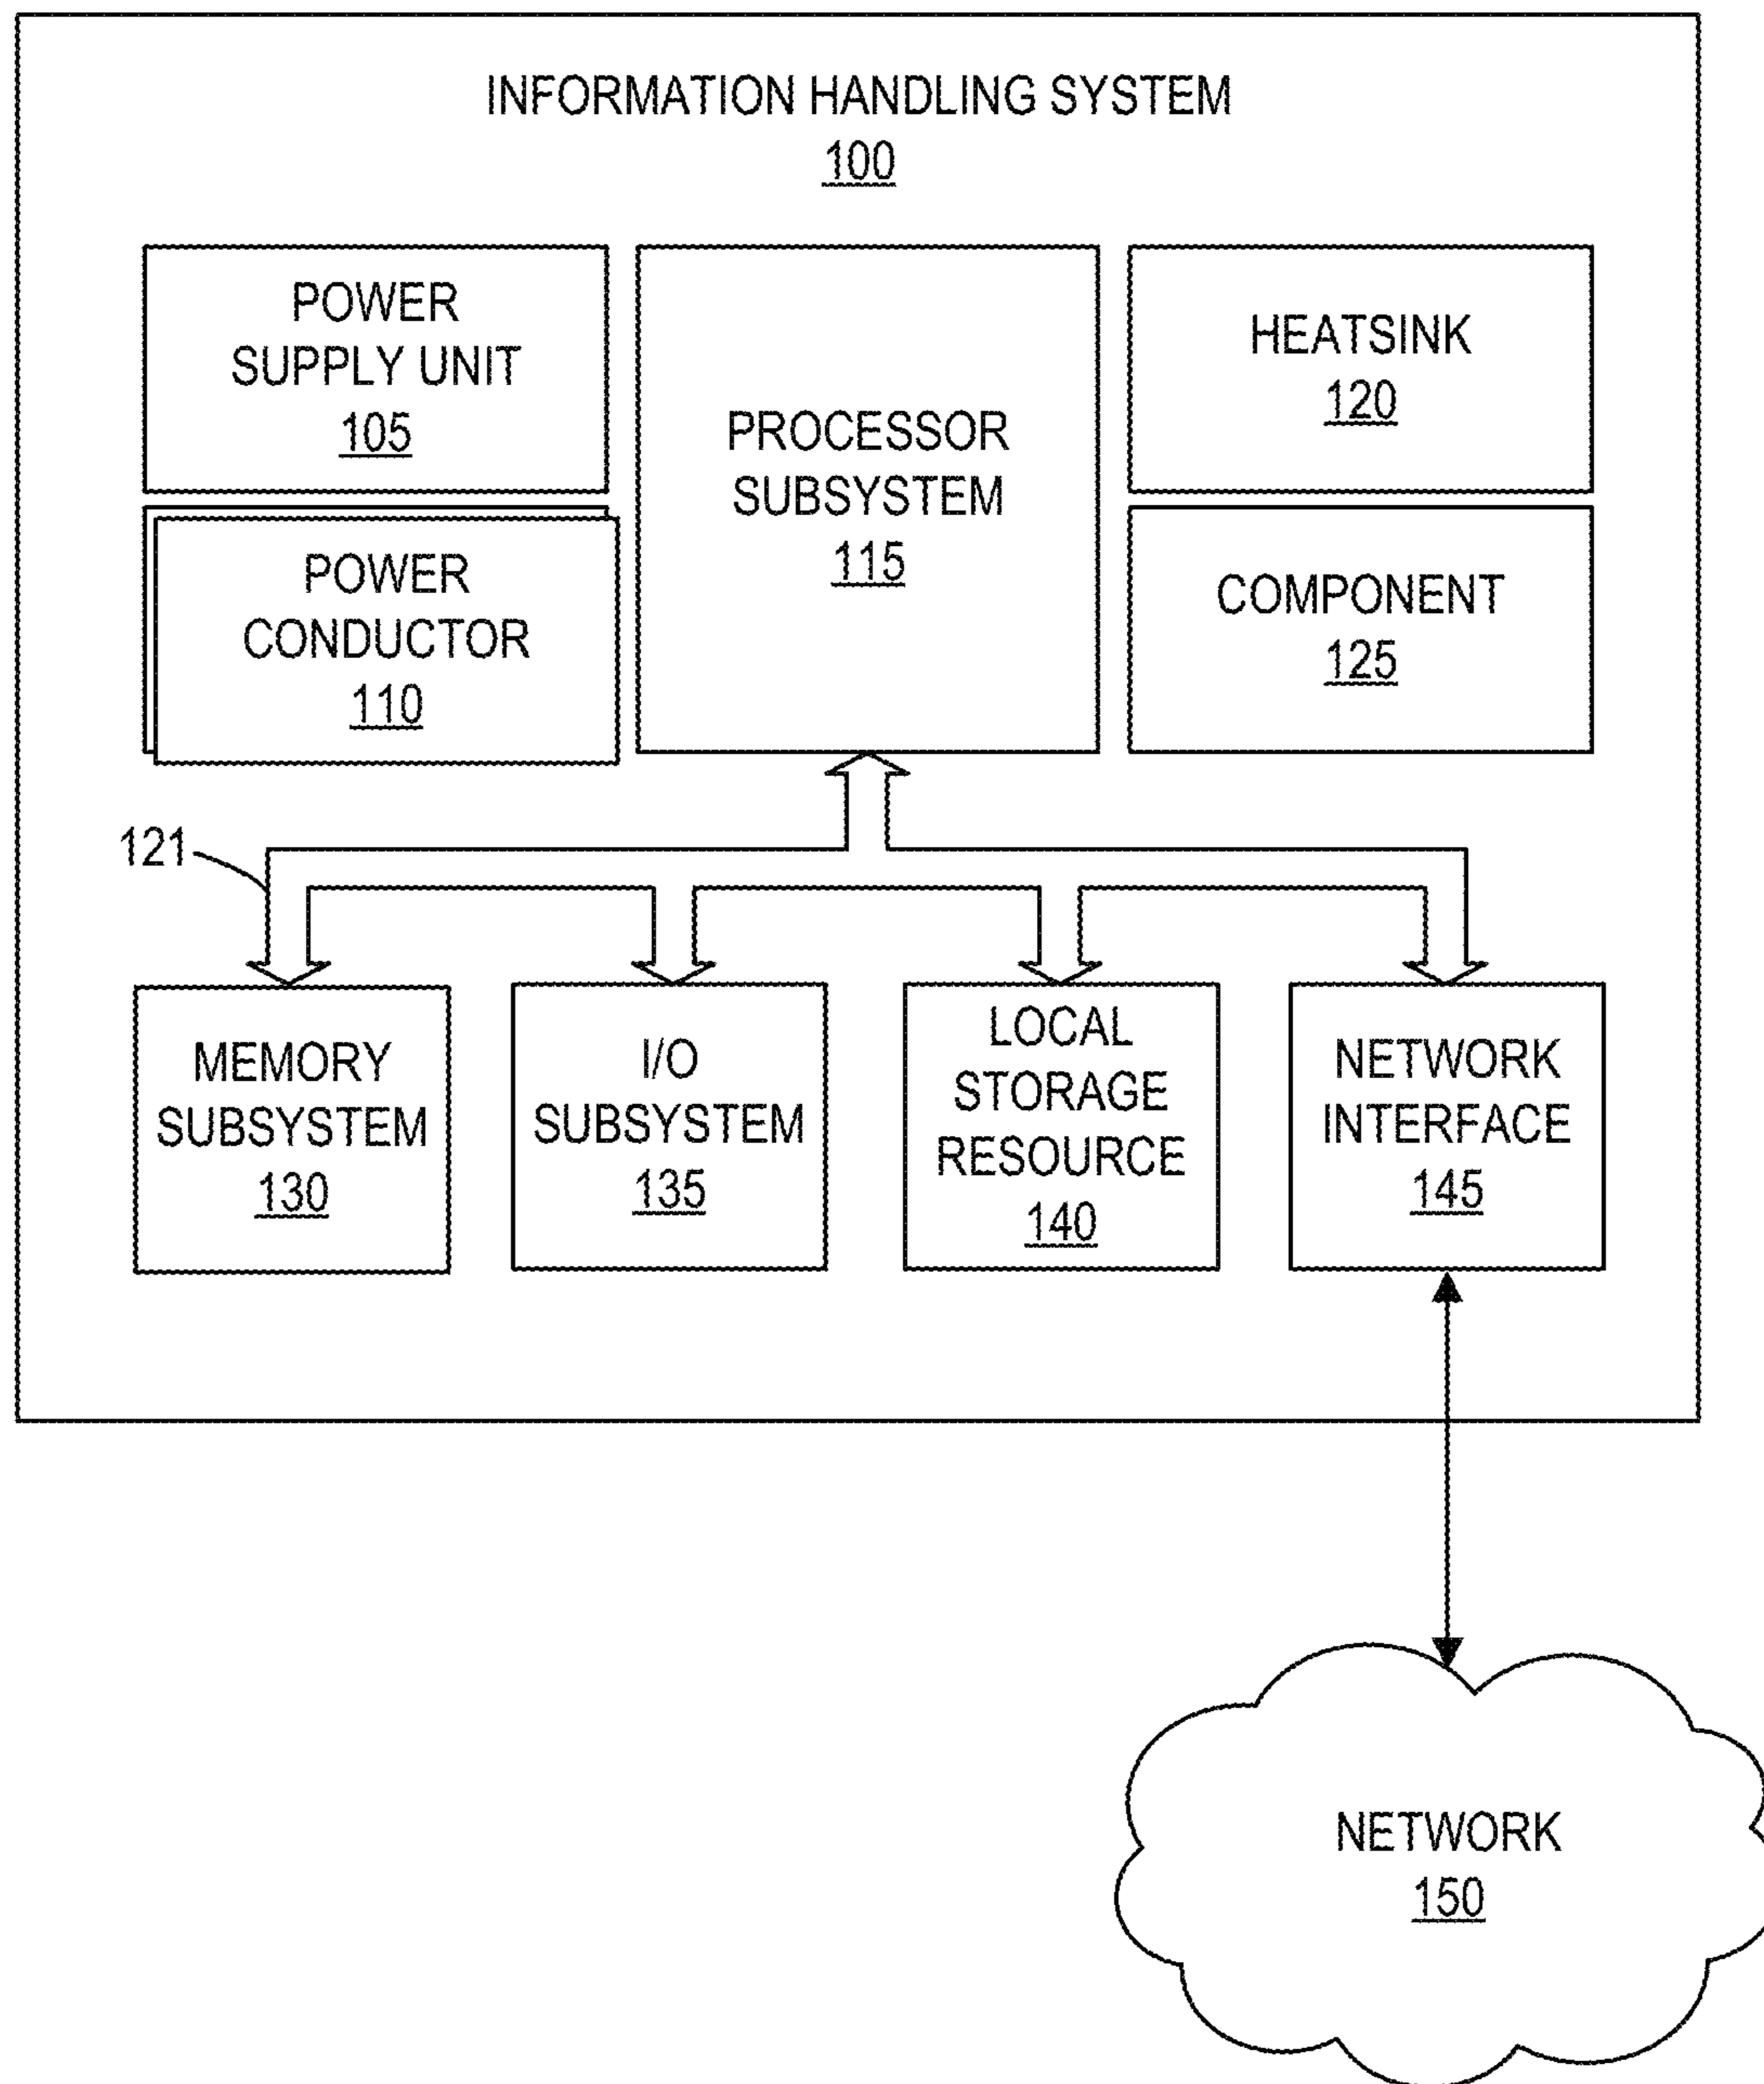 INFORMATION HANDLING SYSTEM
100
POWER
SUPPLY UNIT
105
POWER
CONDUCTOR
110
PROCESSOR
SUBSYSTEM
115
HEATSINK
120
COMPONENT
125
121
MEMORY
SUBSYSTEM
130
I/O
SUBSYSTEM
135
LOCAL
STORAGE
RESOURCE
140
NETWORK
INTERFACE
145
NETWORK
150